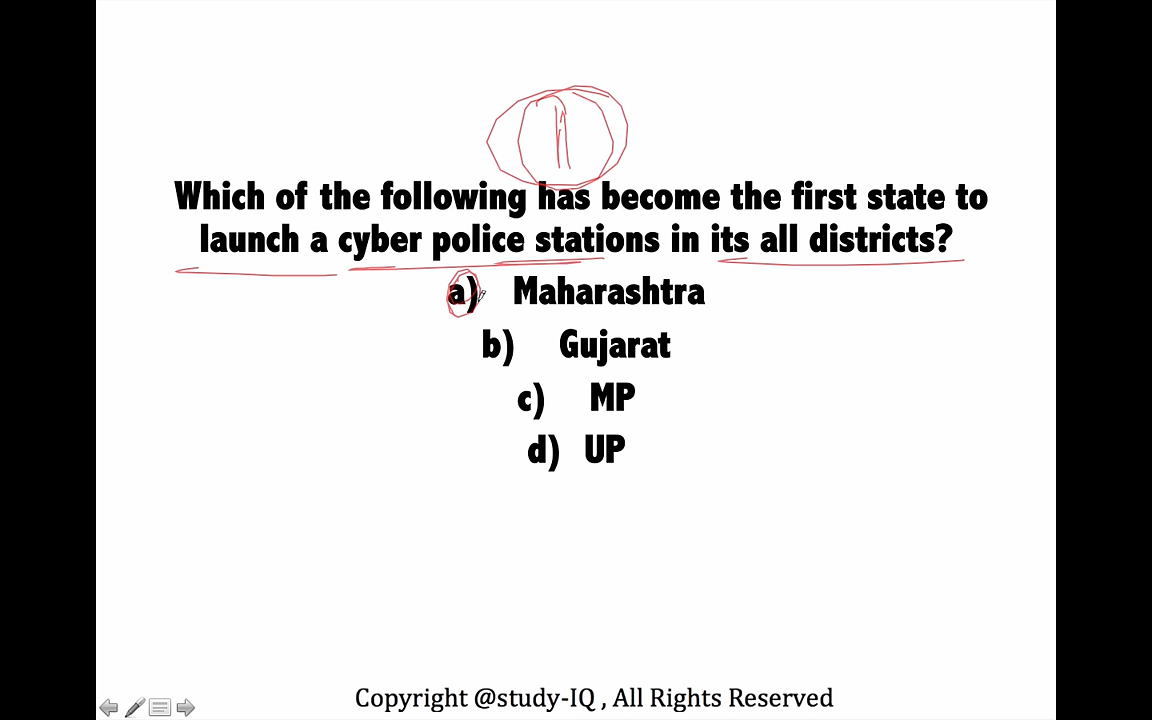 Which of the following has become the first state to
launch a cyber police stations in its all districts?
a) Maharashtra
b) Gujarat
c) MP
d) UP
Copyright @study-IQ , All Rights Reserved